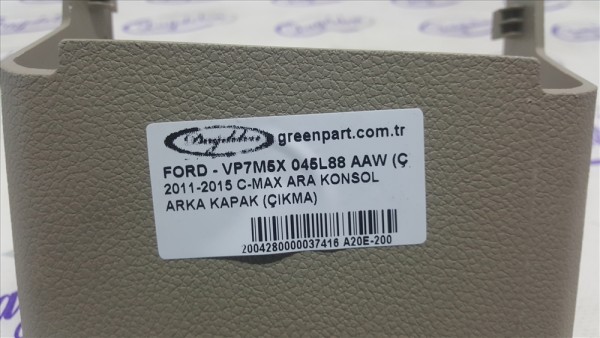 greenpart.com.tr
FORD - VP7M5X 045L88 AAW (Ç
2011-2015 C-MAX ARA KONSOL
ARKA KAPAK (ÇIKMA)
2004280000037416 A20E-200